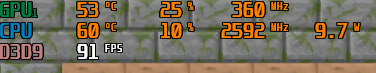 GPU₁ 53 °C 25 % 360 MHz
CPU 60 °C 10 % 2592 MHz 9.7 W
D3D9 91 FPS